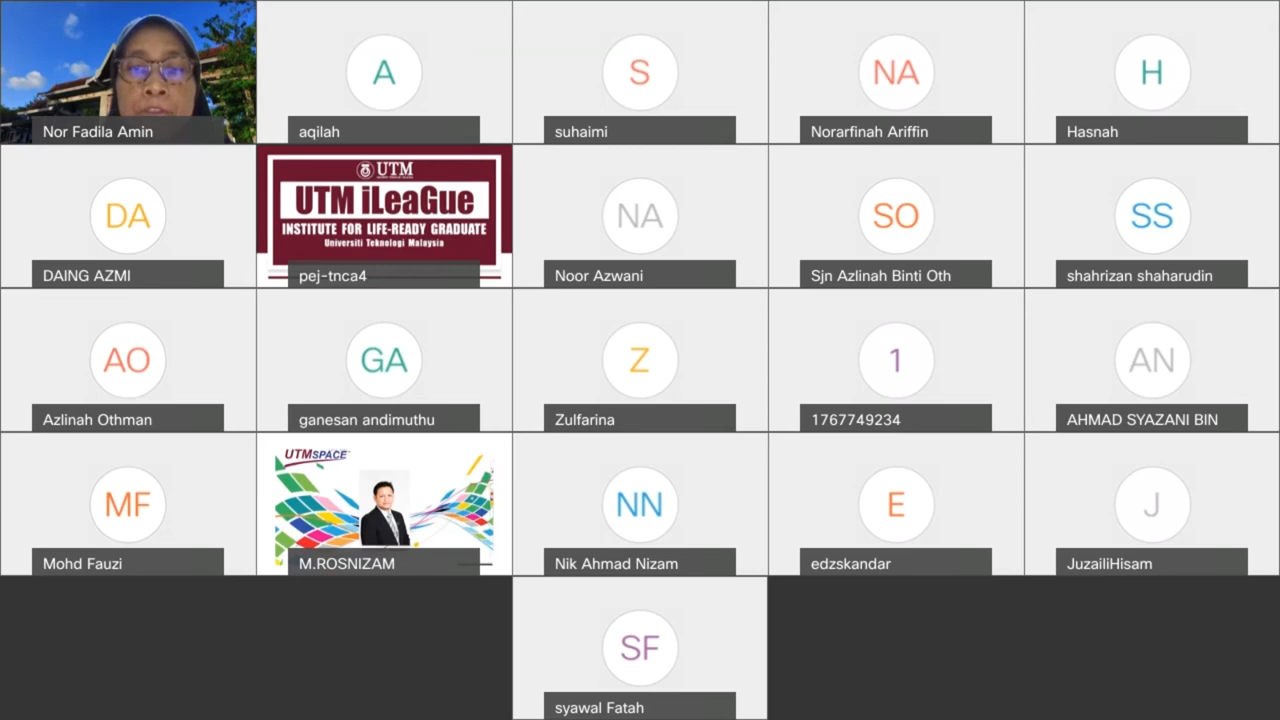 Nor Fadila Amin
A
aqilah
S
suhaimi
NA
Norarfinah Ariffin
H
Hasnah
DA
DAING AZMI
UTM
UTM iLeaGue
INSTITUTE FOR LIFE-READY GRADUATE
Universiti Teknologi Malaysia
pej-tnca4
NA
Noor Azwani
SO
Sjn Azlinah Binti Oth
SS
shahrizan shaharudin
AO
Azlinah Othman
GA
ganesan andimuthu
Z
Zulfarina
1
1767749234
AN
AHMAD SYAZANI BIN
MF
Mohd Fauzi
UTMSPACE
M.ROSNIZAM
NN
Nik Ahmad Nizam
E
edzskandar
J
JuzailiHisam
SF
syawal Fatah